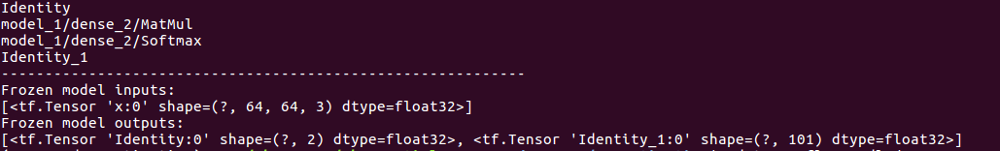 Identity
model_1/dense_2/MatMul
model_1/dense_2/Softmax
Identity_1
------------------------------------------------------------
Frozen model inputs:
[<tf.Tensor 'x:0' shape=(?, 64, 64, 3) dtype=float32>]
Frozen model outputs:
[<tf.Tensor 'Identity:0' shape=(?, 2) dtype=float32>, <tf.Tensor 'Identity_1:0' shape=(?, 101) dtype=float32>]